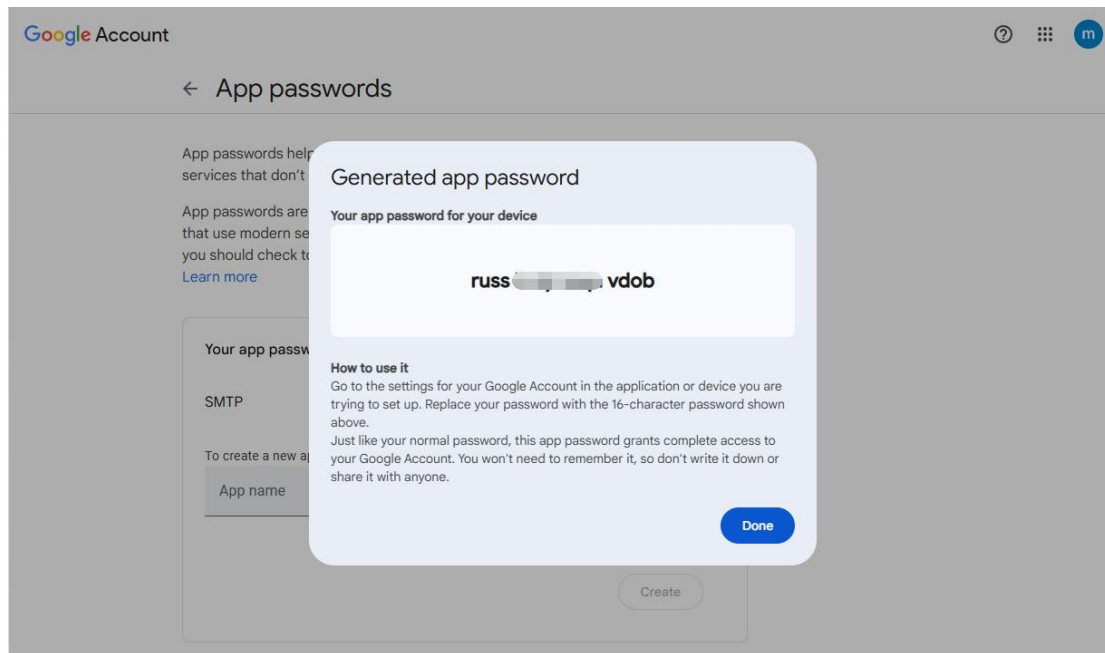 Google Account
m
App passwords
App passwords help
services that don't
App passwords are
that use modern se
you should check to
Learn more
Your app passw
SMTP
To create a new ap
App name
Create
Generated app password
Your app password for your device
russ vdob
How to use it
Go to the settings for your Google Account in the application or device you are
trying to set up. Replace your password with the 16-character password shown
above.
Just like your normal password, this app password grants complete access to
your Google Account. You won't need to remember it, so don't write it down or
share it with anyone.
Done